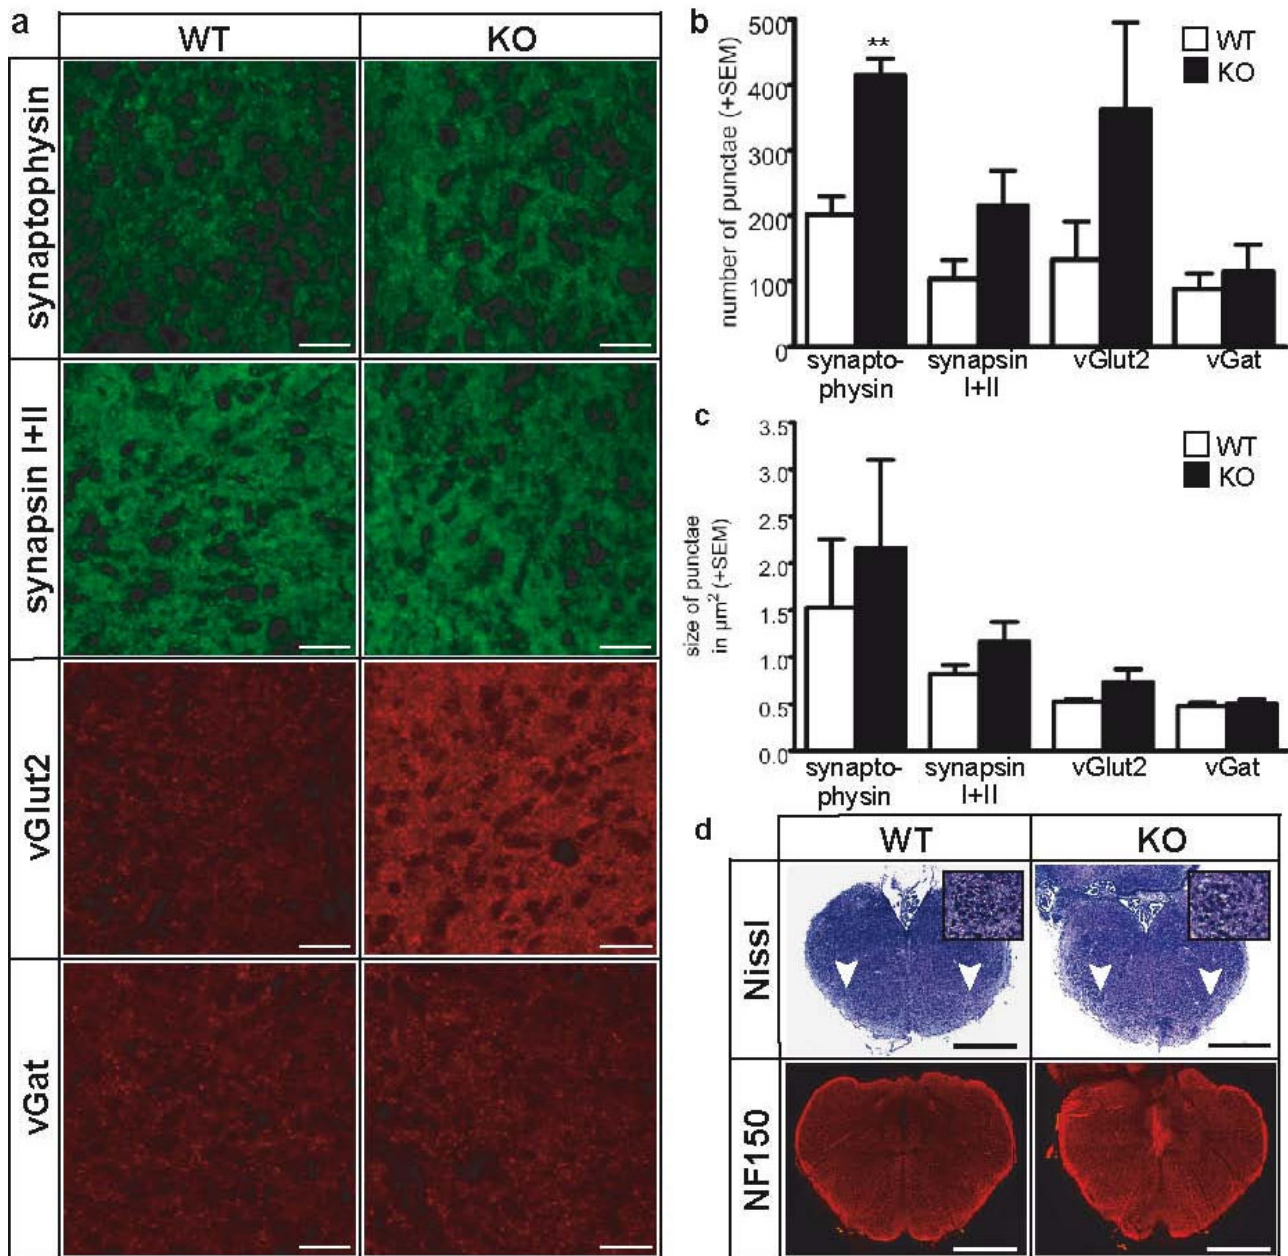 a
WT KO
synaptophysin
synapsin I+II
vGlut2
vGat
b
number of punctae (+SEM)
500
400
300
200
100
0
**
WT
KO
synapto- synapsin vGlut2 vGat
physin I+II
c
size of punctae
in µm² (+SEM)
3.5
3.0
2.5
2.0
1.5
1.0
0.5
0.0
WT
KO
synapto- synapsin vGlut2 vGat
physin I+II
d
WT KO
Nissl
NF150